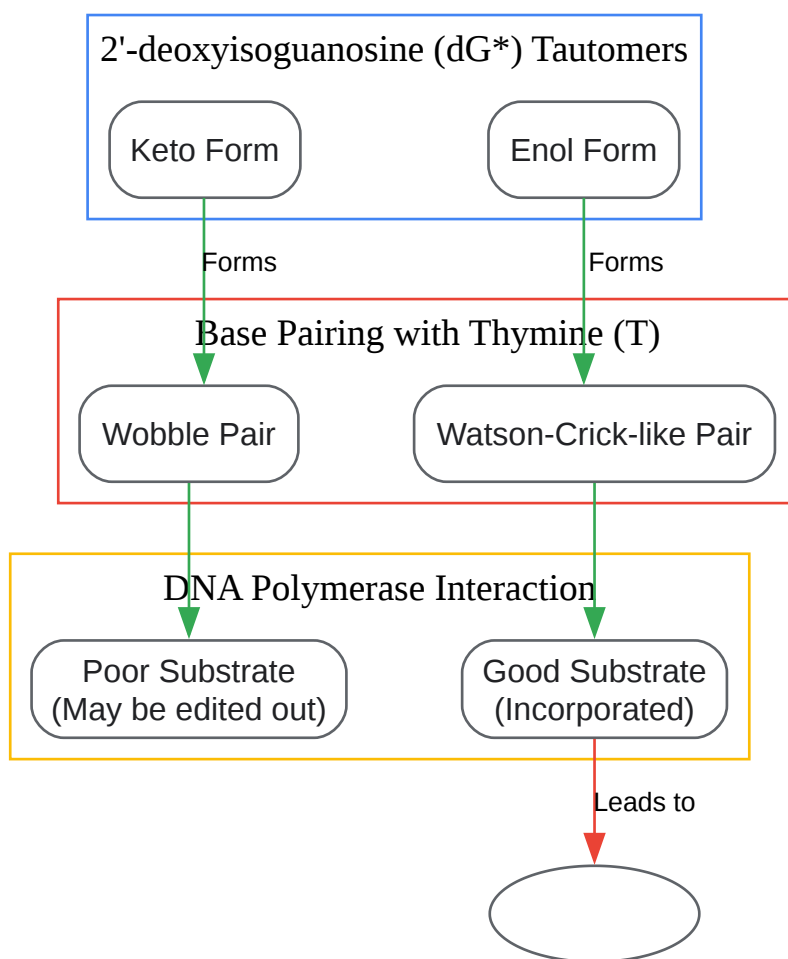 2'-deoxyisoguanosine (dG*) Tautomers
Keto Form
Enol Form
Forms
Forms
Base Pairing with Thymine (T)
Wobble Pair
Watson-Crick-like Pair
DNA Polymerase Interaction
Poor Substrate
(May be edited out)
Good Substrate
(Incorporated)
Leads to